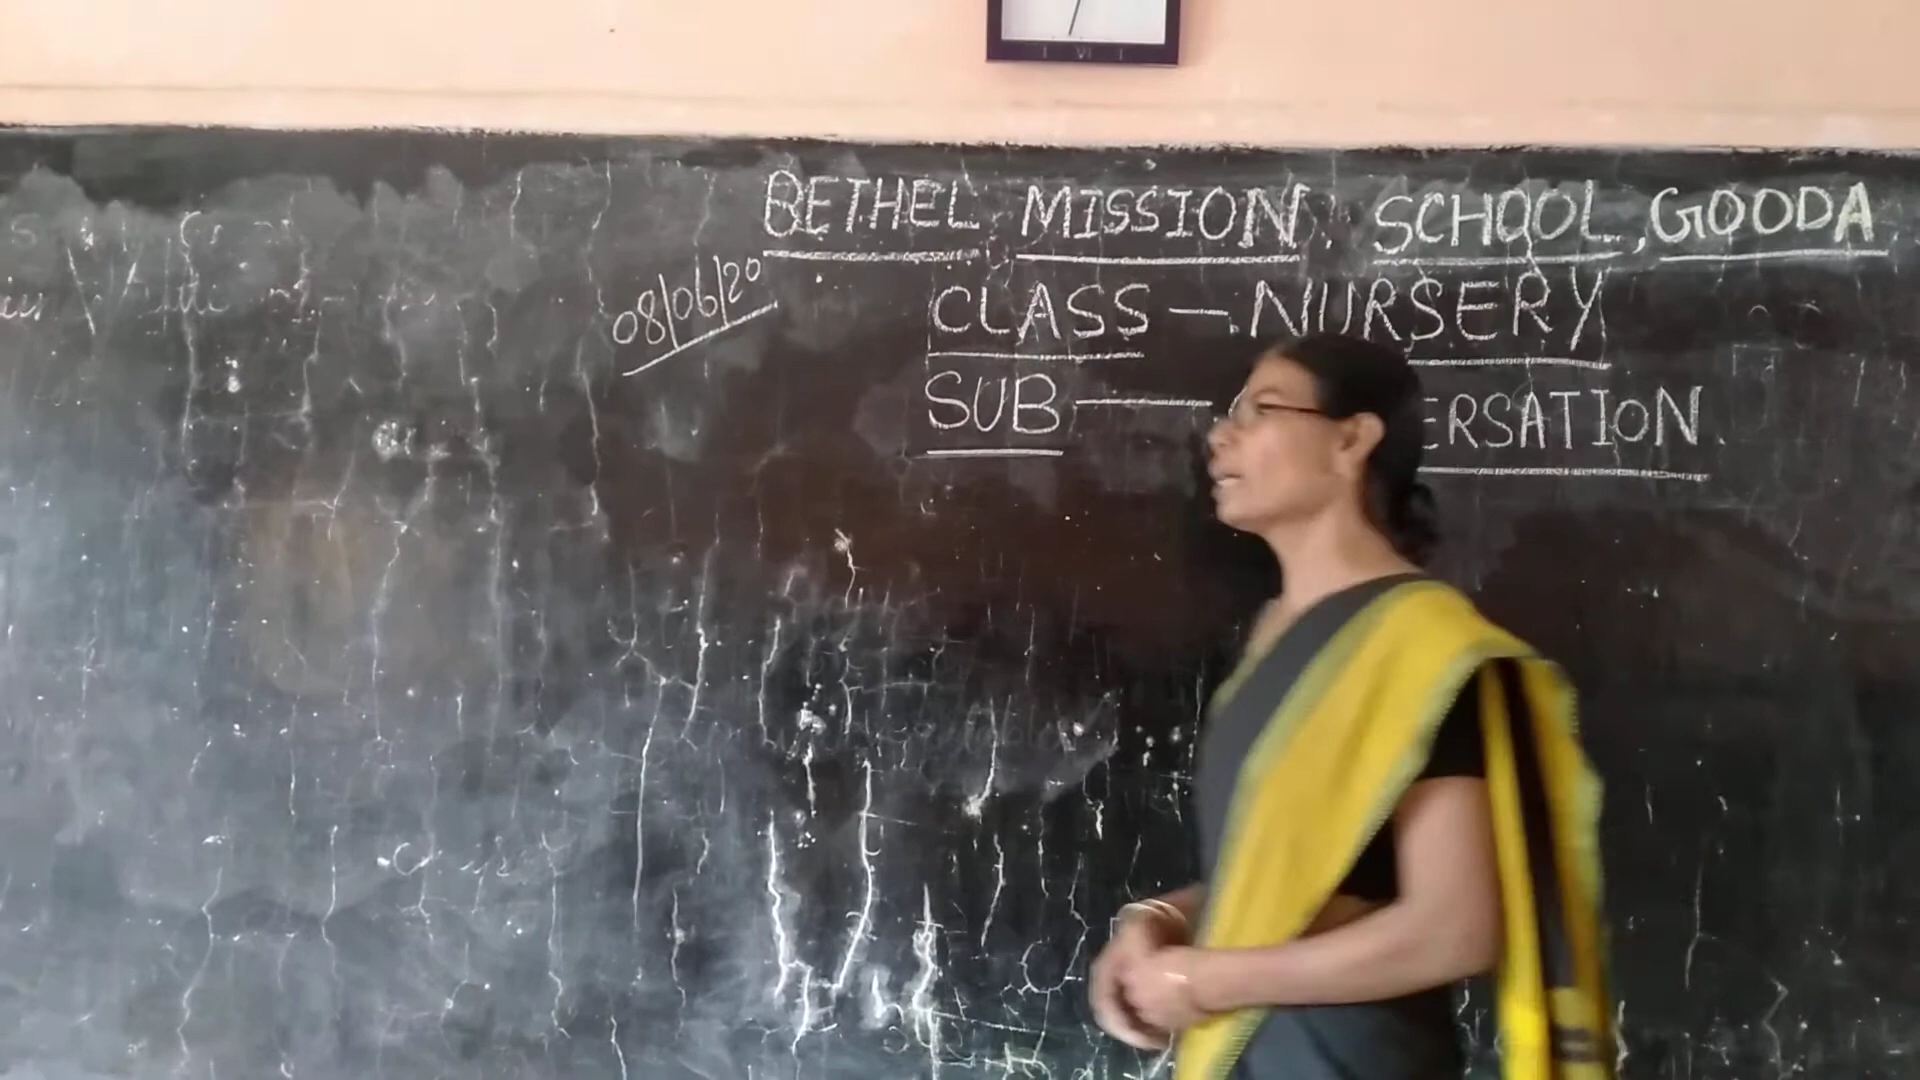 BETHEL MISSION SCHOOL, GOODA
08/06/20
CLASS — NURSERY
SUB — ERSATION.